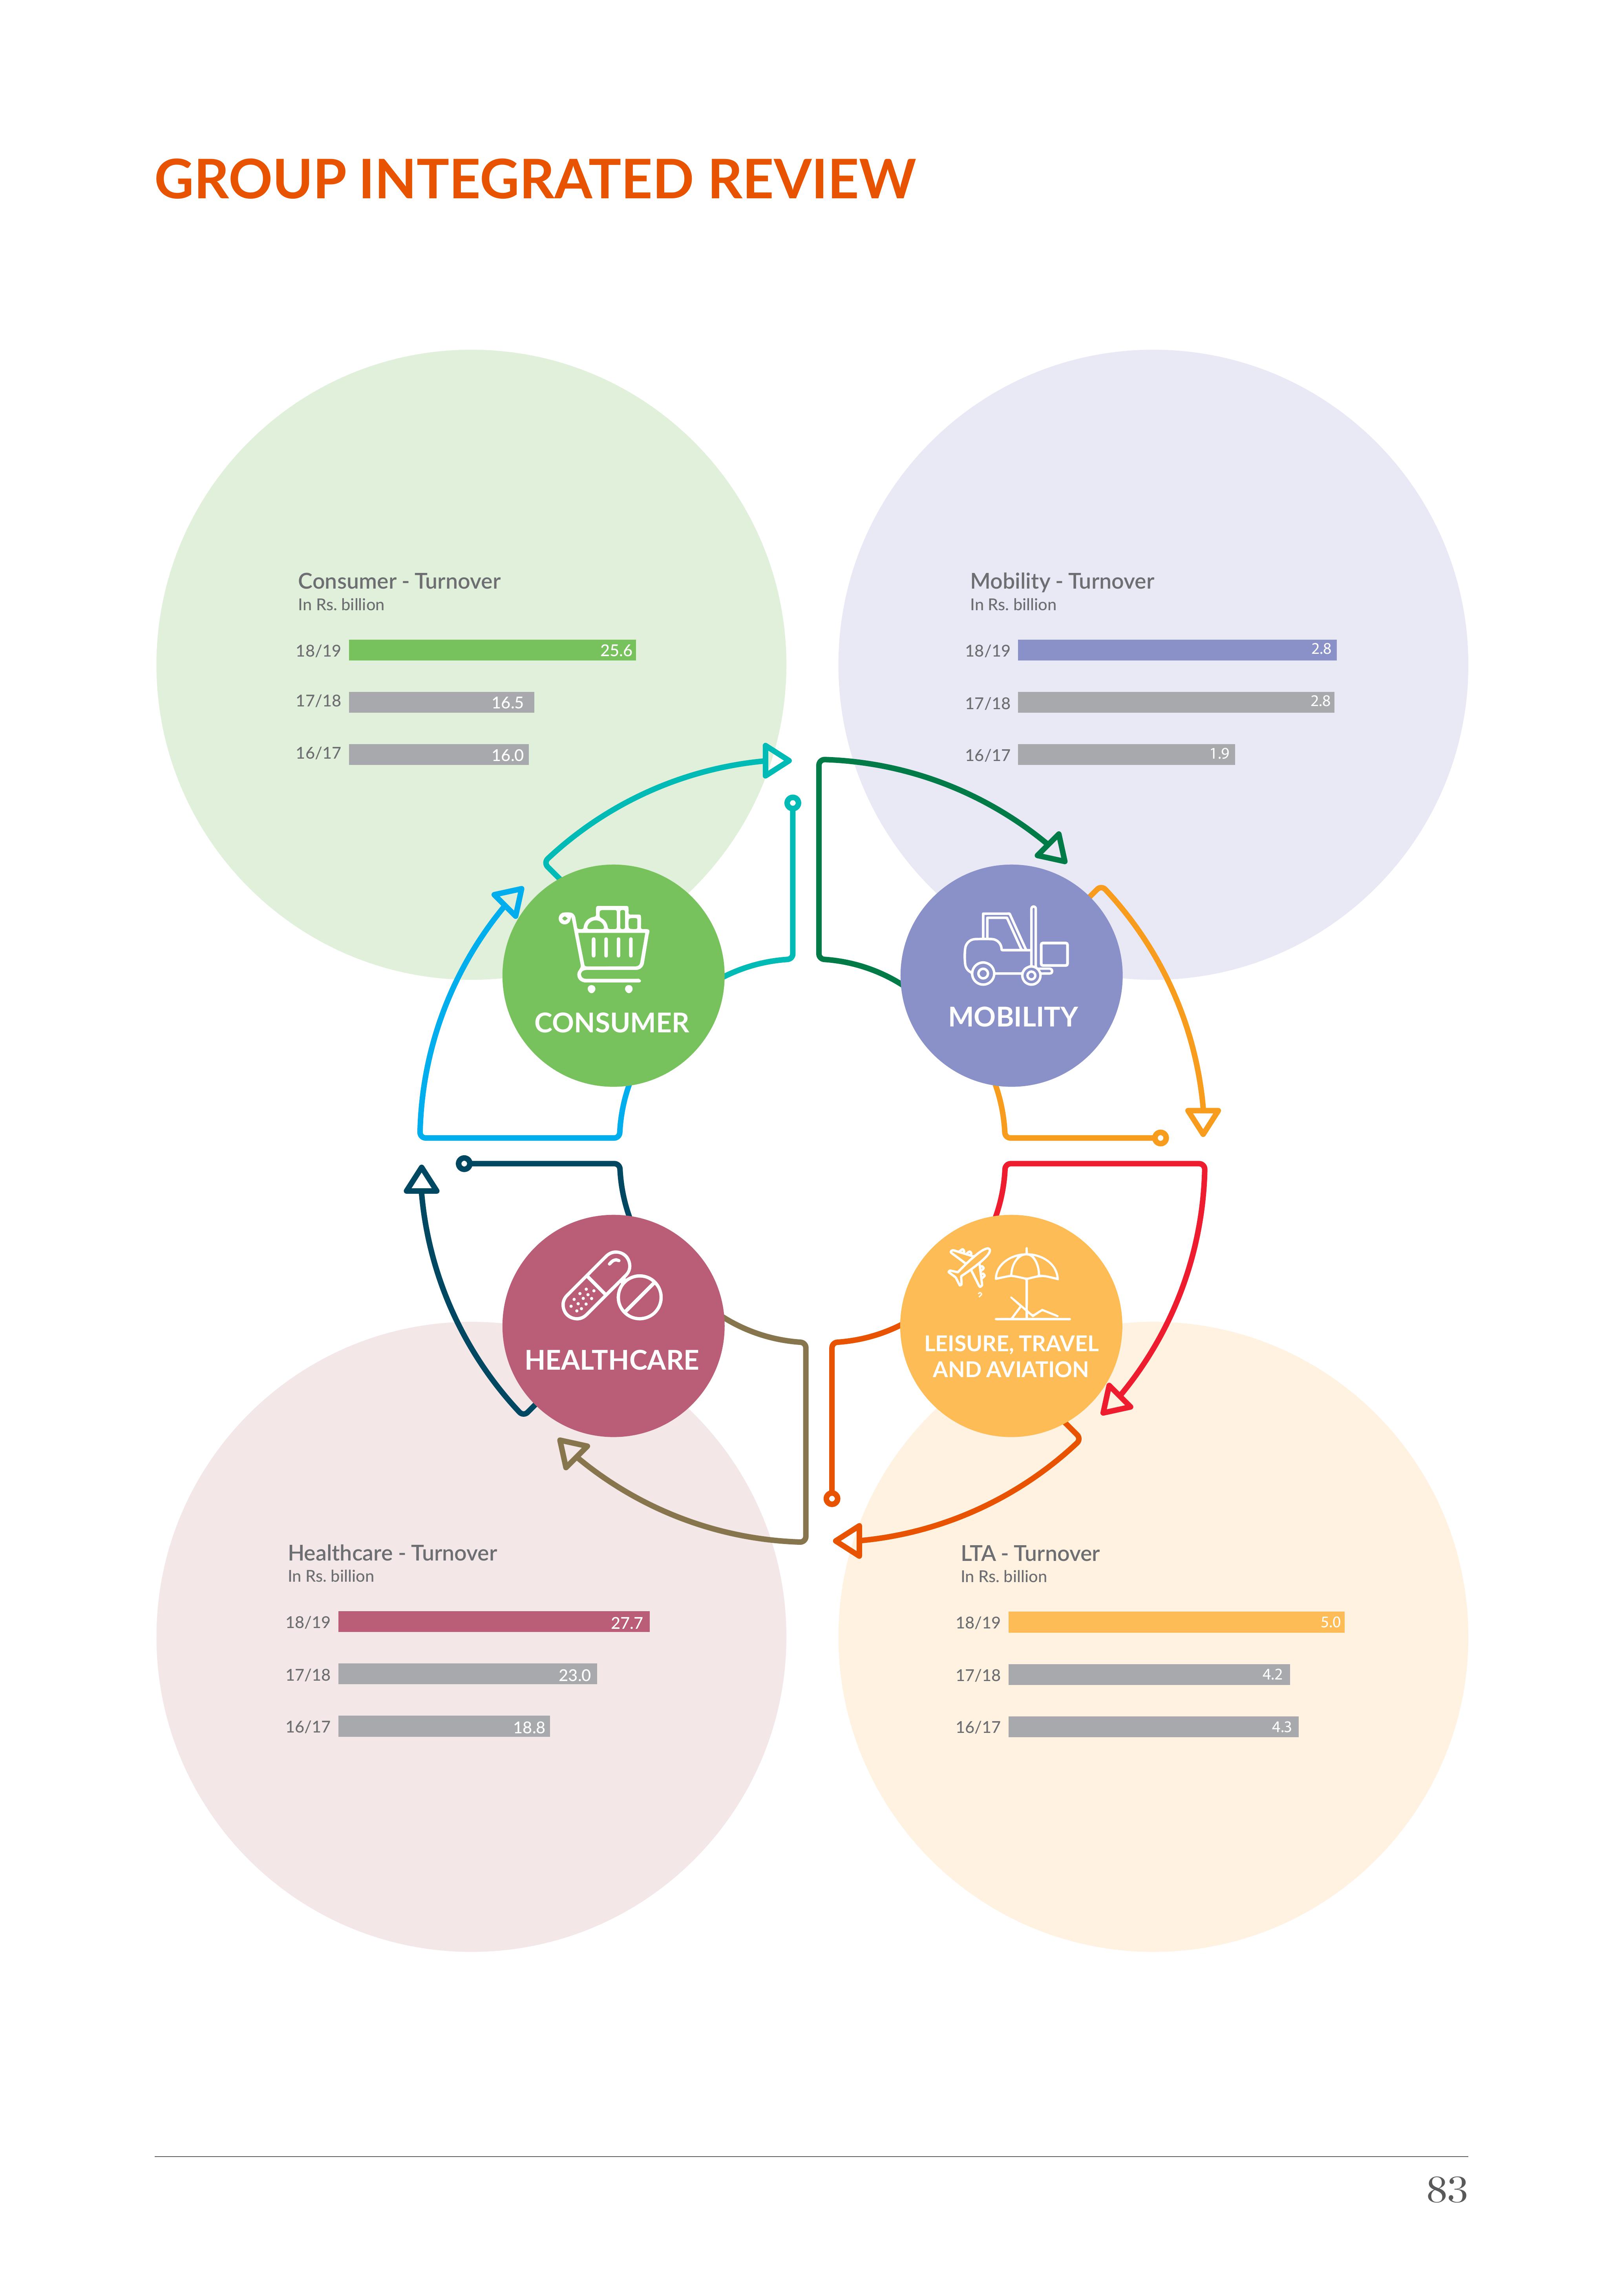 GROUP INTEGRATED REVIEW
Consumer - Turnover
In Rs. billion
18/19 25.6
17/18 16.5
16/17 16.0
Mobility - Turnover
In Rs. billion
18/19 2.8
17/18 2.8
16/17 1.9
CONSUMER
MOBILITY
HEALTHCARE
LEISURE, TRAVEL
AND AVIATION
Healthcare - Turnover
In Rs. billion
18/19 27.7
17/18 23.0
16/17 18.8
LTA - Turnover
In Rs. billion
18/19 5.0
17/18 4.2
16/17 4.3
83